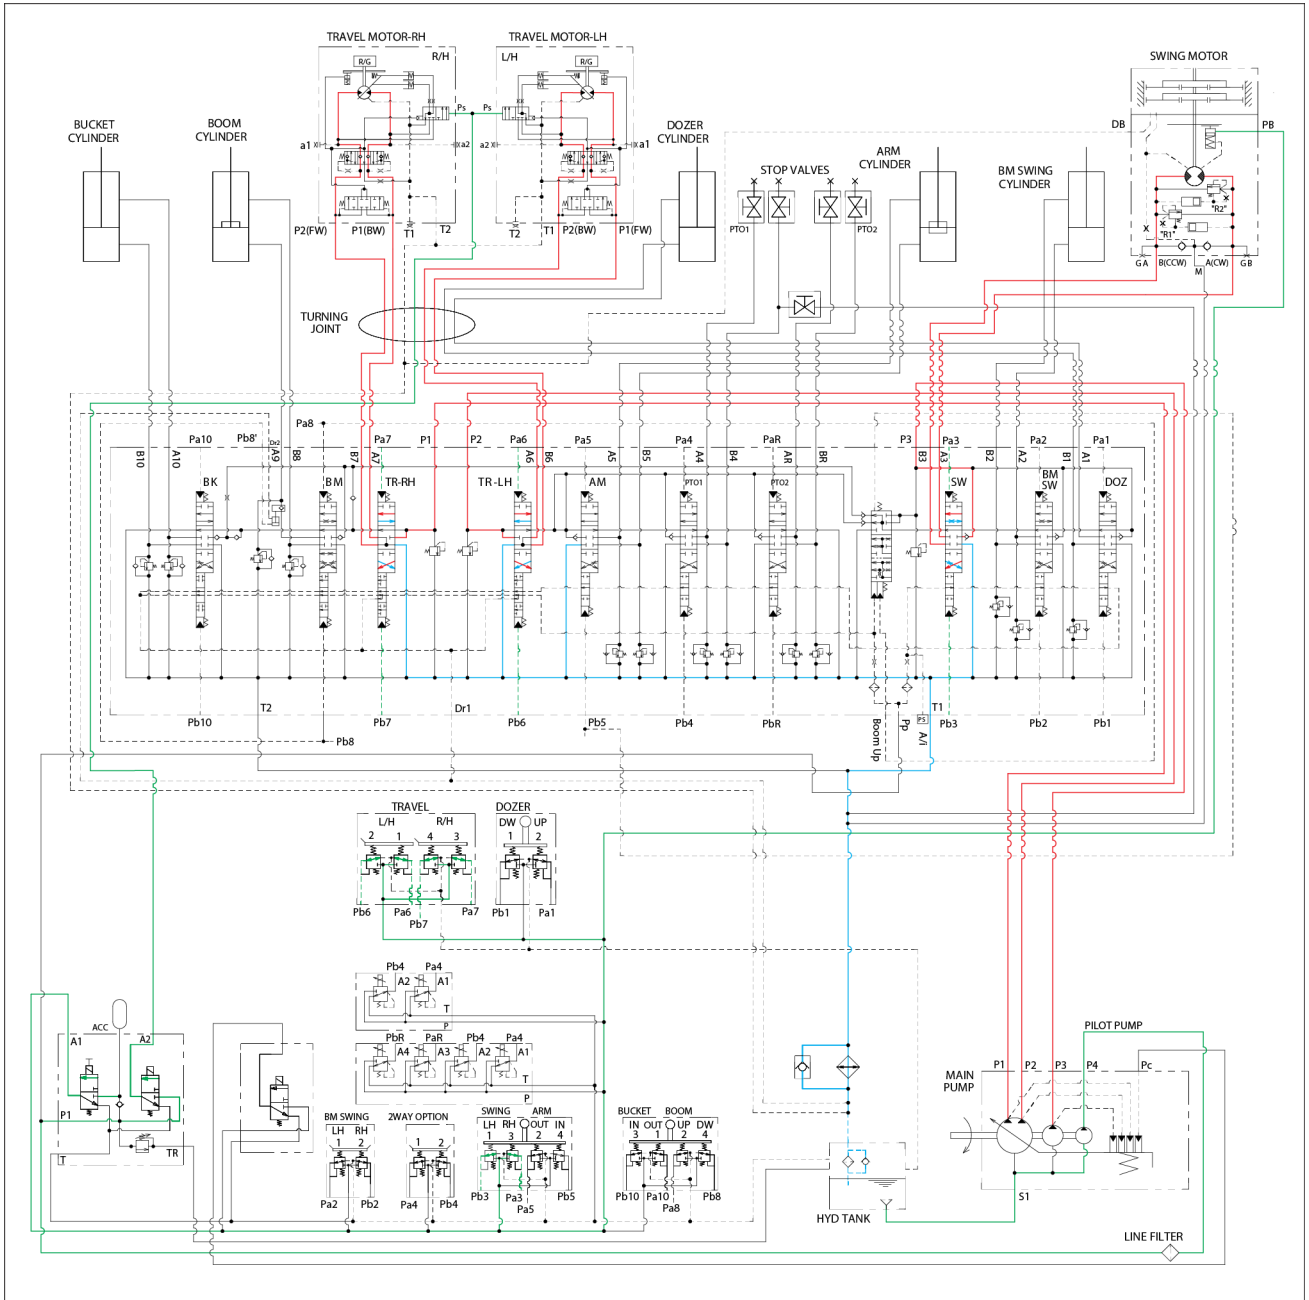 TRAVEL MOTOR-RH
TRAVEL MOTOR-LH
SWING MOTOR
R/G
R/H
L/H
R/G
BUCKET
CYLINDER
BOOM
CYLINDER
Ps
Ps
DOZER
CYLINDER
DB
PB
a1
a2
a2
a1
STOP VALVES
ARM
CYLINDER
BM SWING
CYLINDER
"R2"
"R1"
PTO1
PTO2
P2(FW)
P1(BW)
T1
T2
T2
T1
P2(BW)
P1(FW)
GA
B(CCW)
M
A(CW)
GB
TURNING
JOINT
Pa8
Pa10
Pb8'
Dr2
Pa7
P1
P2
Pa6
Pa5
Pa4
PaR
P3
Pa3
Pa2
Pa1
B10
A10
A9
B8
B7
A7
A6
B6
A5
B5
A4
B4
AR
BR
B3
A3
B2
A2
B1
A1
BK
BM
TR-RH
TR-LH
AM
PTO1
PTO2
SW
BM
SW
DOZ
Pb10
T2
Pb7
Dr1
Pb6
Pb5
Pb4
PbR
Boom Up
Pp
PS
A/i
T1
Pb3
Pb2
Pb1
Pb8
TRAVEL
L/H
R/H
2
1
4
3
DOZER
DW
UP
1
2
Pb6
Pa6
Pb7
Pa7
Pb1
Pa1
Pb4
Pa4
A2
A1
T
P
PbR
PaR
Pb4
Pa4
A4
A3
A2
A1
T
P
ACC
A1
A2
P1
T
TR
BM SWING
LH
RH
1
2
Pa2
Pb2
2WAY OPTION
1
2
Pa4
Pb4
SWING
ARM
LH
RH
OUT
IN
1
3
2
4
Pb3
Pa3
Pa5
Pb5
BUCKET
BOOM
IN
OUT
UP
DW
3
1
2
4
Pb10
Pa10
Pa8
Pb8
HYD TANK
PILOT PUMP
MAIN
PUMP
P1
P2
P3
P4
Pc
S1
LINE FILTER